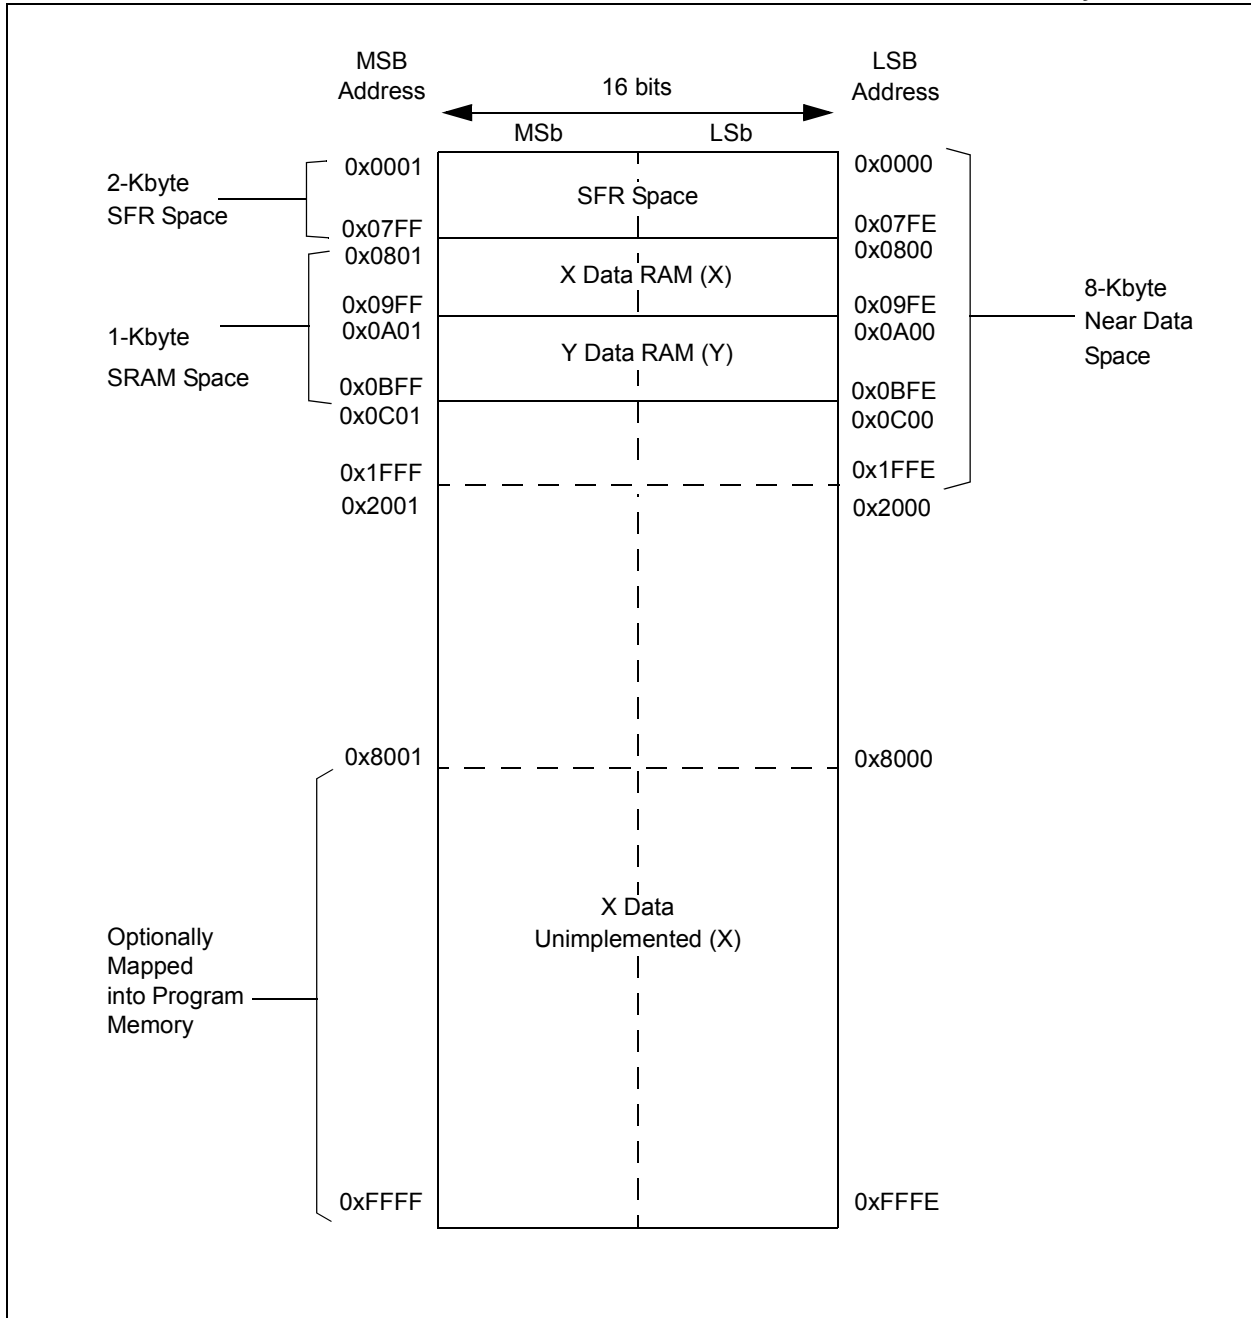 MSB
Address
LSB
Address
16 bits
MSb
LSb
2-Kbyte
SFR Space
0x0001
0x07FF
0x0801
0x09FF
0x0A01
0x0BFF
0x0C01
0x1FFF
0x2001
0x8001
0xFFFF
1-Kbyte
SRAM Space
Optionally
Mapped
into Program
Memory
SFR Space
X Data RAM (X)
Y Data RAM (Y)
X Data
Unimplemented (X)
0x0000
0x07FE
0x0800
0x09FE
0x0A00
0x0BFE
0x0C00
0x1FFE
0x2000
0x8000
0xFFFE
8-Kbyte
Near Data
Space